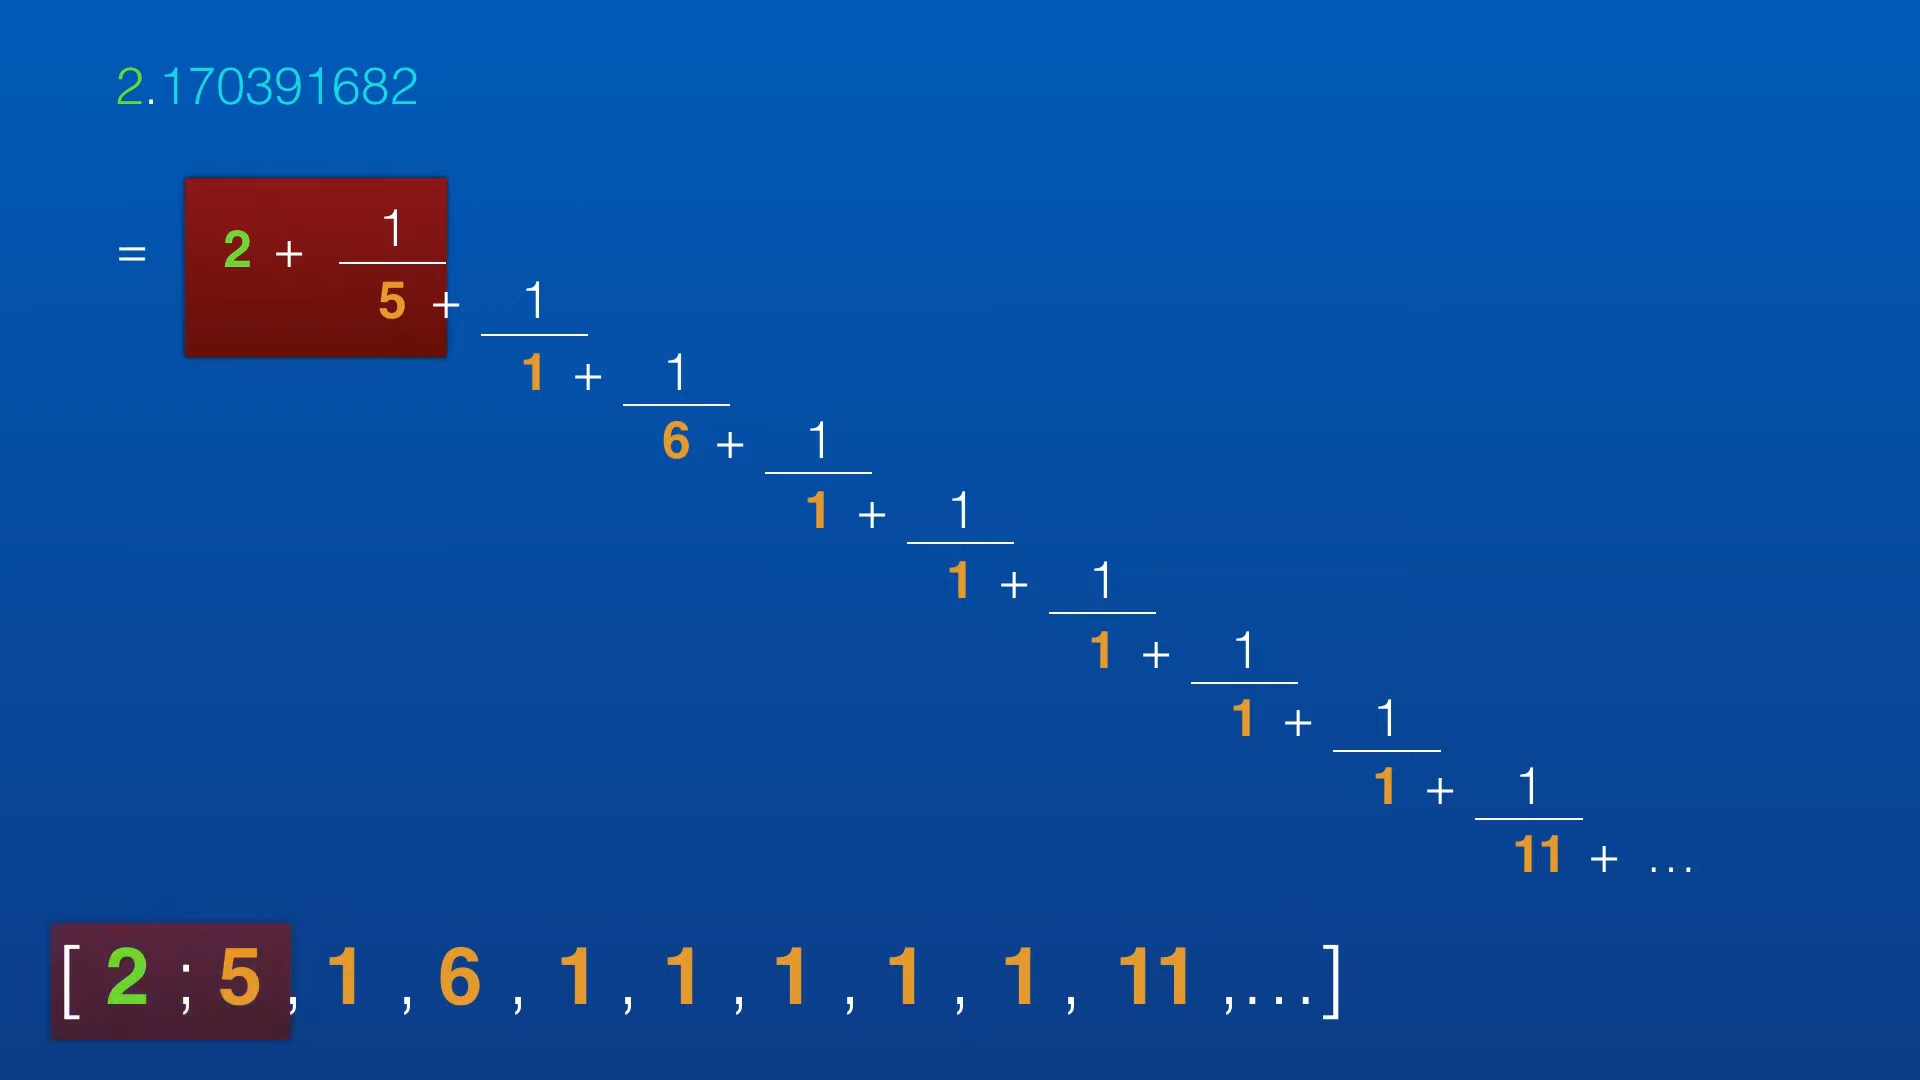 2.170391682
1
= 2 +
5 + 1
1 + 1
6 + 1
1 + 1
1 + 1
1 + 1
1 + 1
1 + 1
11 + ...
[ 2 ; 5 , 1 , 6 , 1 , 1 , 1 , 1 , 1 , 11 ,...]